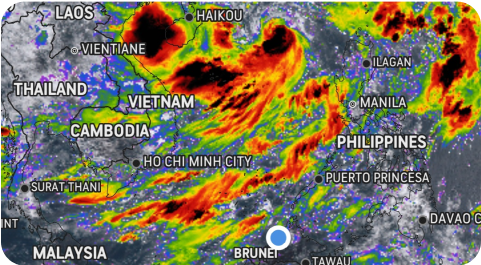 LAOS
HAIKOU
VIENTIANE
ILAGAN
THAILAND
VIETNAM
MANILA
CAMBODIA
PHILIPPINES
HO CHI MINH CITY
PUERTO PRINCESA
SURAT THANI
DAVAO C
INT
MALAYSIA
BRUNEI
TAWAU